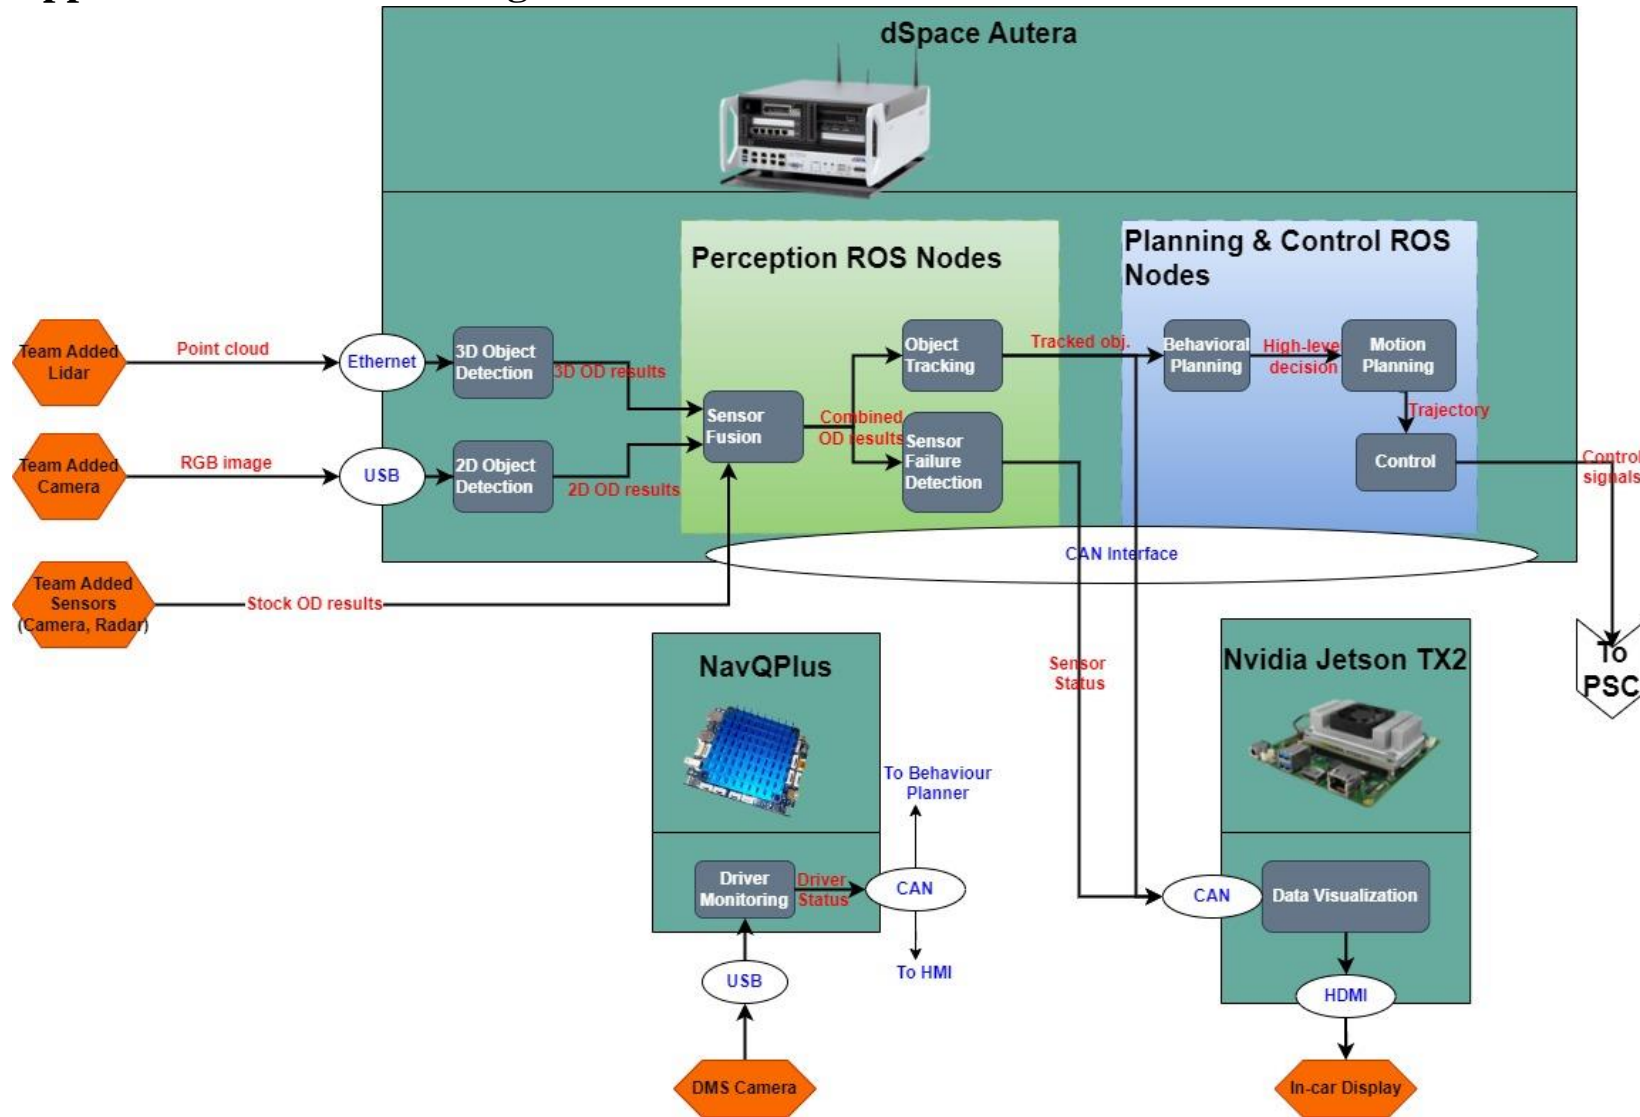 dSpace Autera
Perception ROS Nodes
Planning & Control ROS
Nodes
Team Added
Lidar
Point cloud
Ethernet
3D Object
Detection
3D OD results
Object
Tracking
Tracked obj.
Behavioral
Planning
High-level
decision
Motion
Planning
Trajectory
Sensor
Fusion
Combined
OD results
Sensor
Failure
Detection
Control
Control
signals
Team Added
Camera
RGB image
USB
2D Object
Detection
2D OD results
CAN Interface
Team Added
Sensors
(Camera, Radar)
Stock OD results
NavQPlus
Sensor
Status
Nvidia Jetson TX2
To
PSC
To Behaviour
Planner
Driver
Monitoring
Driver
Status
CAN
To HMI
USB
DMS Camera
CAN
Data Visualization
HDMI
In-car Display